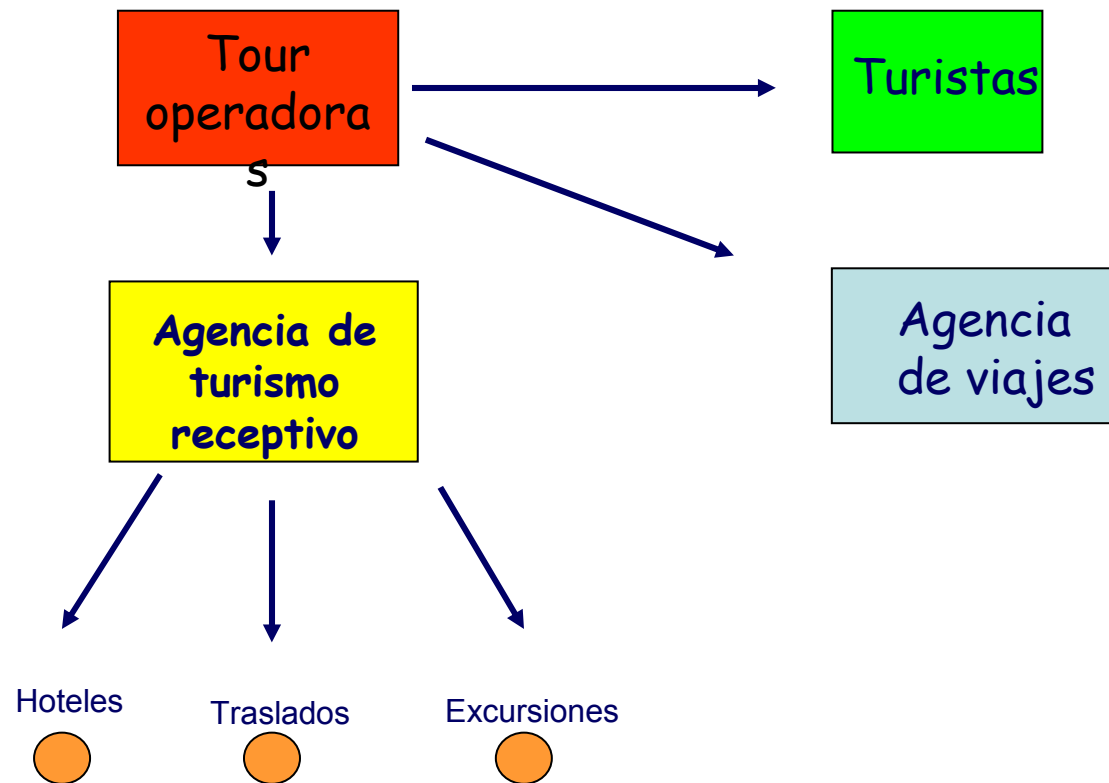 Tour
operadora
s
Turistas
Agencia de
turismo
receptivo
Agencia
de viajes
Hoteles
Traslados
Excursiones